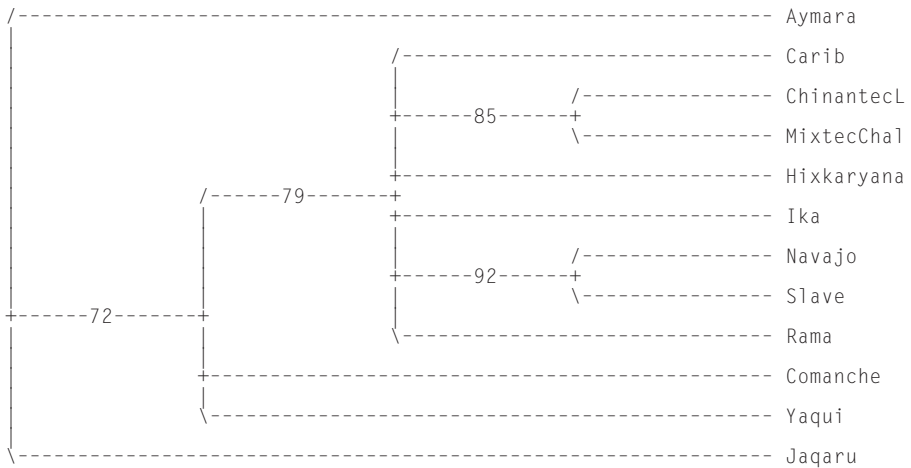 Aymara
Carib
ChinantecL
85
MixtecChal
Hixkaryana
79
Ika
Navajo
92
Slave
72
Rama
Comanche
Yaqui
Jaqaru